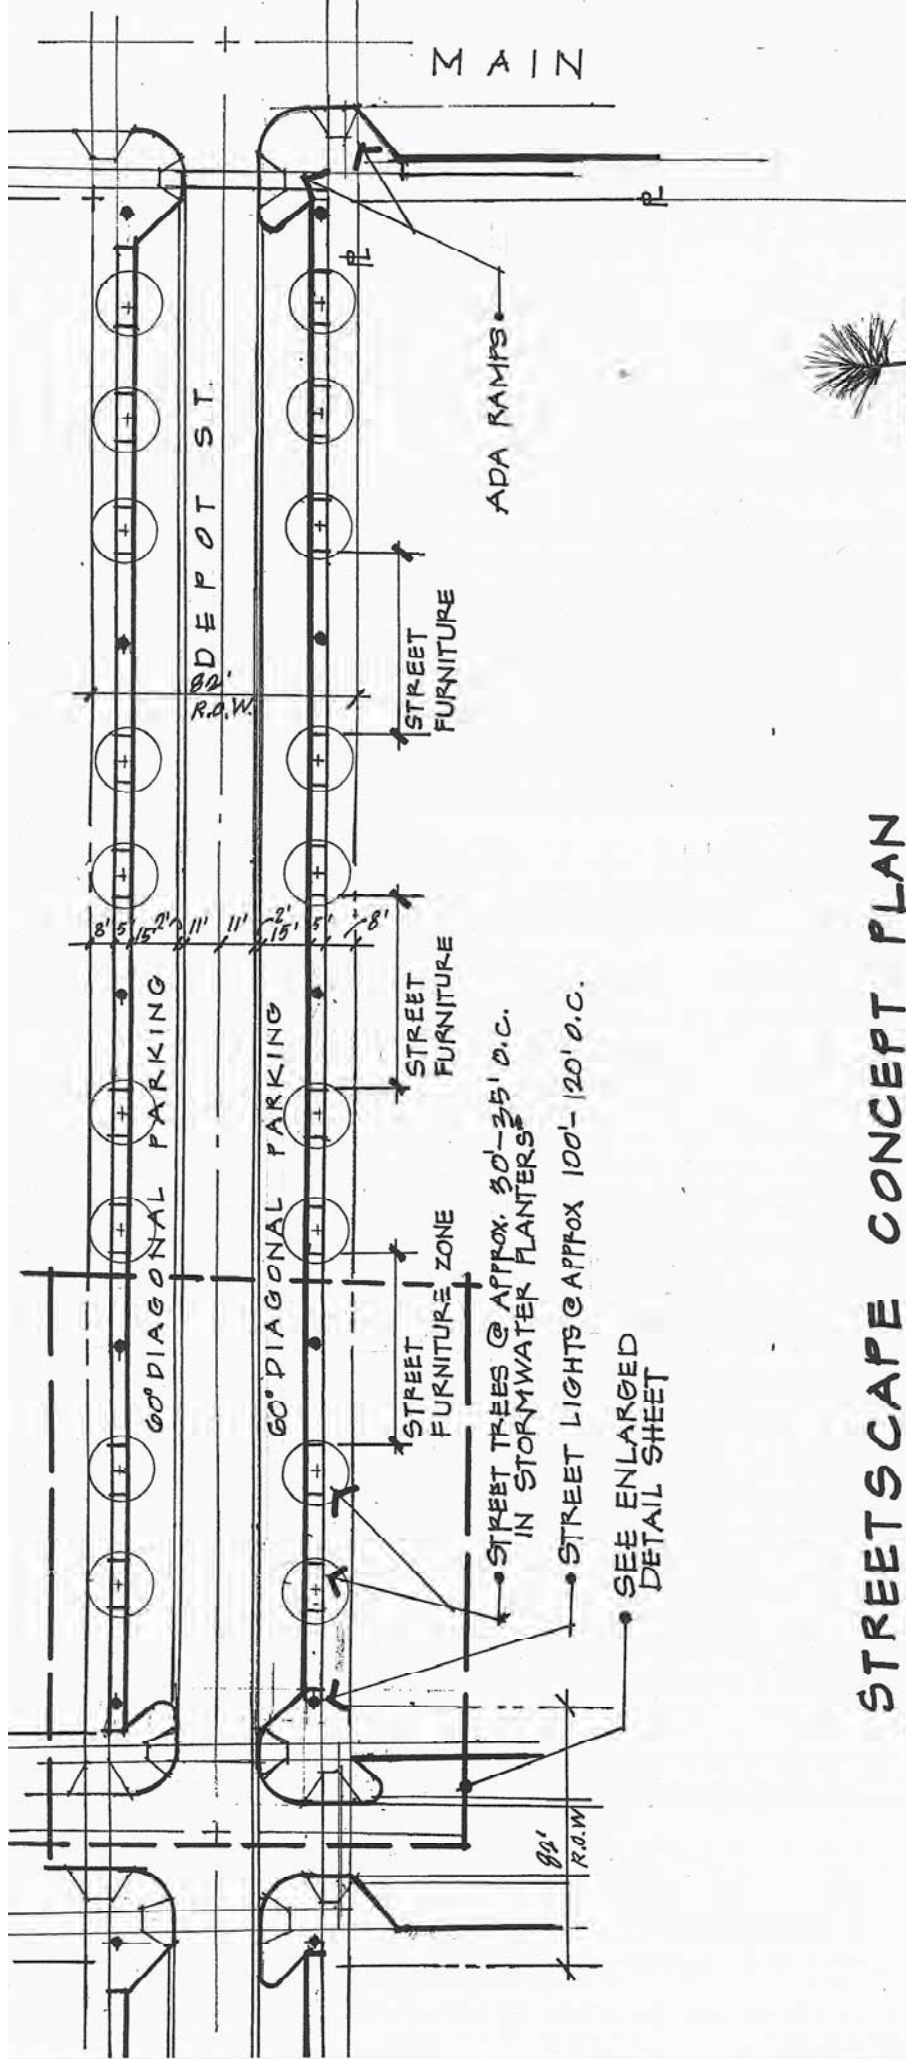 MAIN
DEPOT ST
82'
R.O.W.
ADA RAMPS
STREET
FURNITURE
8' 5' 15' 2' 11' 11' 2' 15' 5' 8'
STREET
FURNITURE
60° DIAGONAL PARKING
60° DIAGONAL PARKING
STREET
FURNITURE ZONE
STREET TREES @ APPROX. 30'-35' O.C.
IN STORMWATER PLANTERS
STREET LIGHTS @ APPROX 100'-120' O.C.
SEE ENLARGED
DETAIL SHEET
82'
R.O.W
STREETSCAPE CONCEPT PLAN